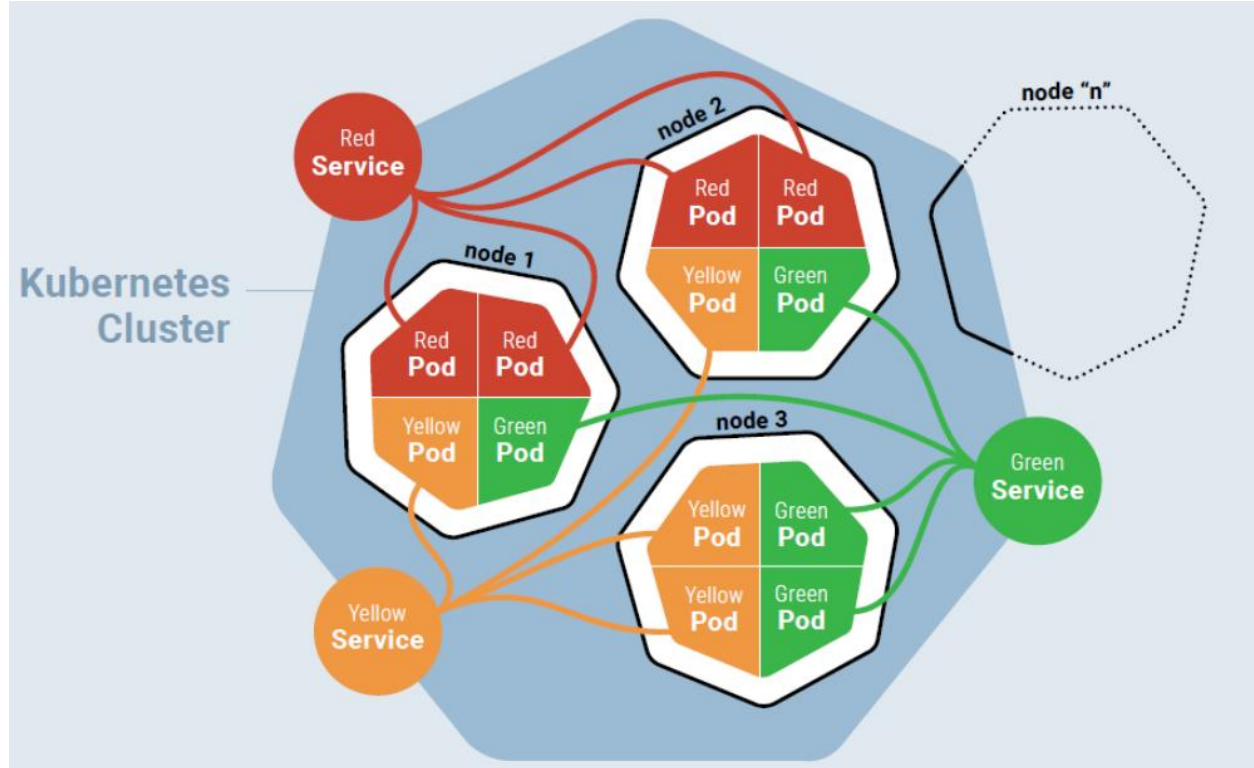 node "n"
node 2
Red
Service
Red
Pod
Red
Pod
node 1
Yellow
Pod
Green
Pod
Kubernetes
Cluster
Red
Pod
Red
Pod
Yellow
Pod
Green
Pod
node 3
Green
Service
Yellow
Pod
Green
Pod
Yellow
Pod
Green
Pod
Yellow
Service